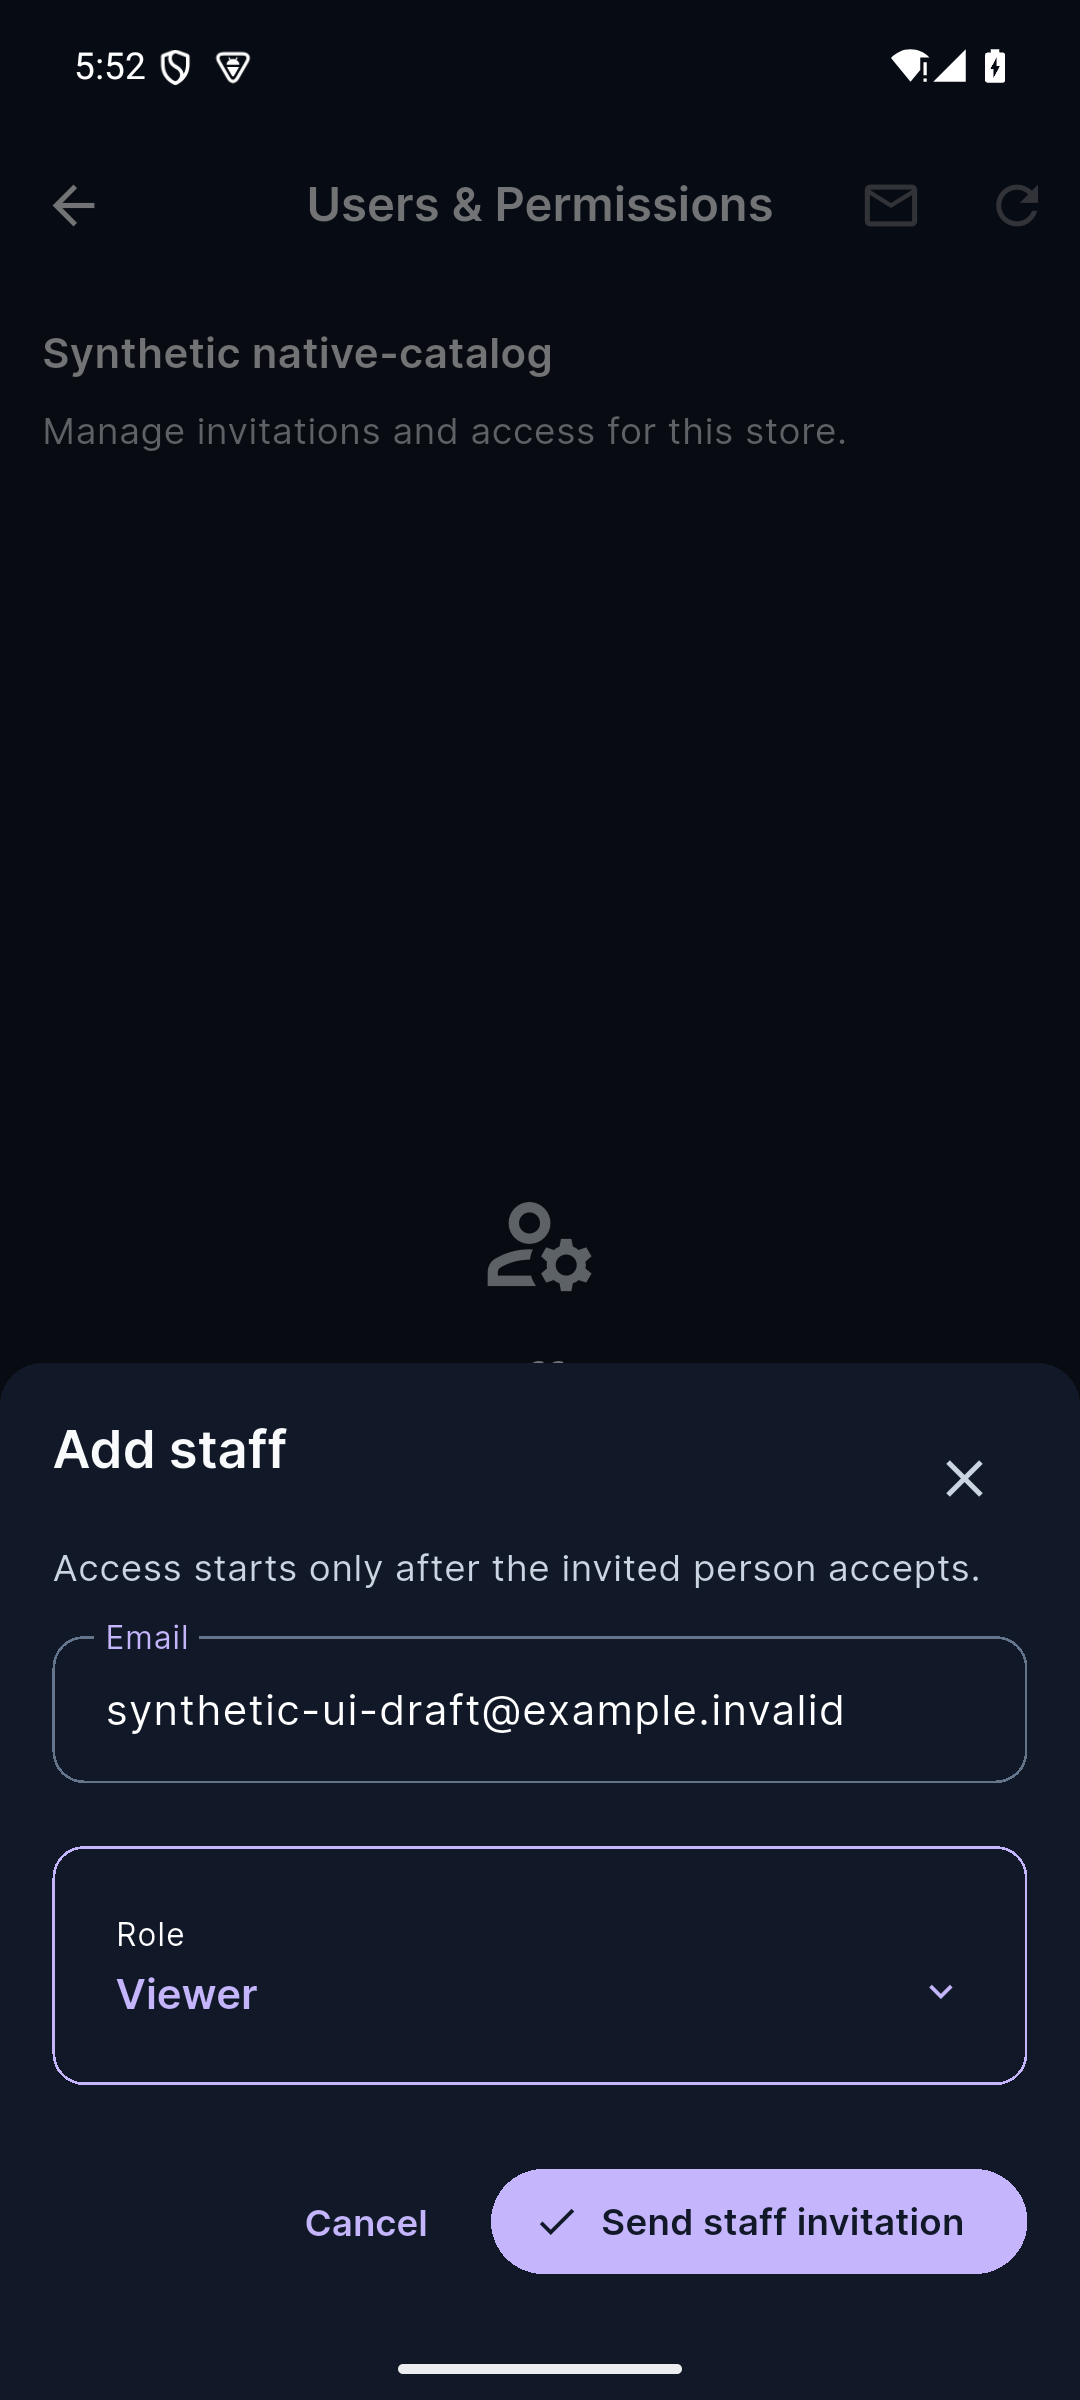 5:52
Users & Permissions
Synthetic native-catalog
Manage invitations and access for this store.
Add staff
Access starts only after the invited person accepts.
Email
synthetic-ui-draft@example.invalid
Role
Viewer
Cancel
Send staff invitation